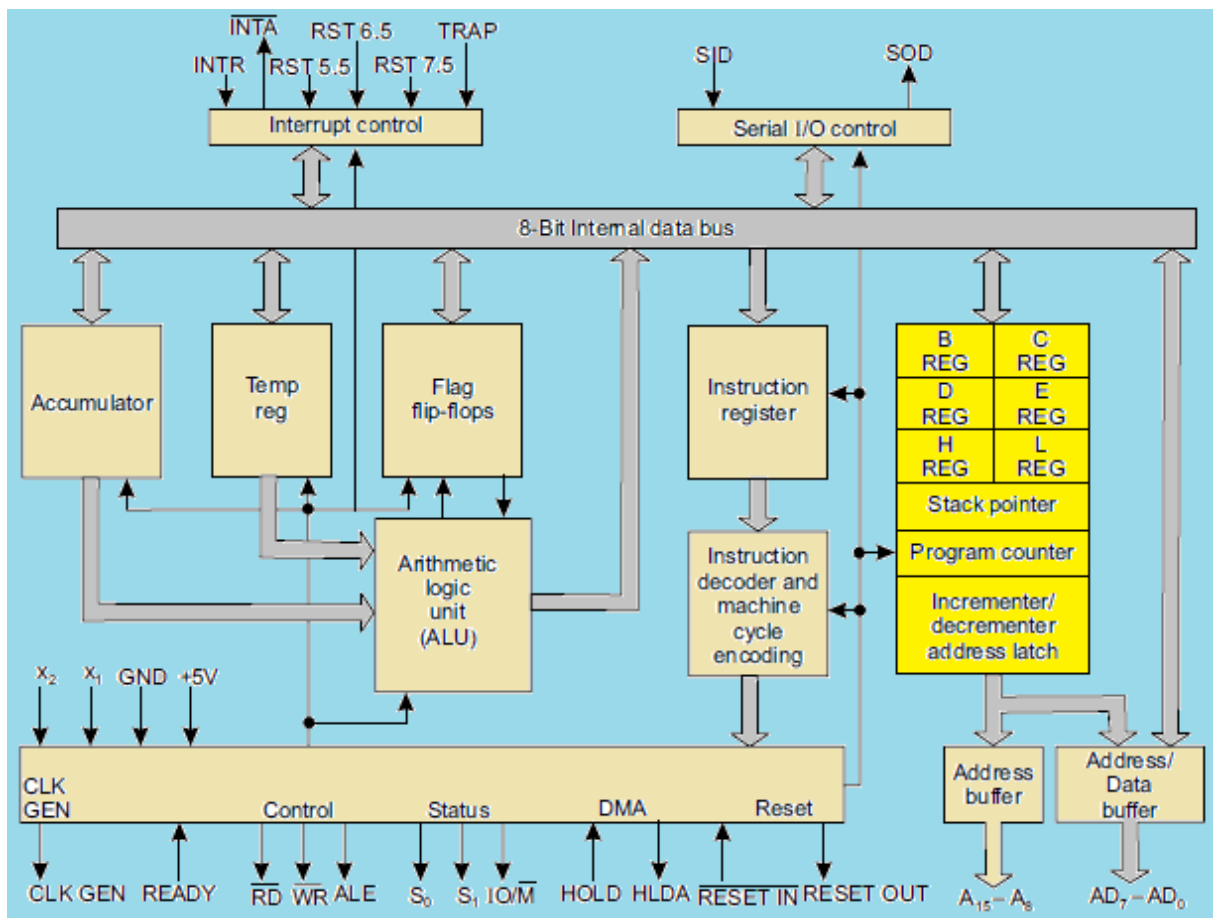 INTA
RST 6.5
TRAP
INTR
RST 5.5
RST 7.5
SID
SOD
Interrupt control
Serial I/O control
8-Bit Internal data bus
Accumulator
Temp
reg
Flag
flip-flops
Instruction
register
B
REG
C
REG
D
REG
E
REG
H
REG
L
REG
Stack pointer
Program counter
Incrementer/
decrementer
address latch
Arithmetic
logic
unit
(ALU)
Instruction
decoder and
machine
cycle
encoding
X2
X1
GND
+5V
CLK
GEN
Control
Status
DMA
Reset
Address
buffer
Address/
Data
buffer
CLK GEN
READY
RD
WR
ALE
S0
S1
IO/M
HOLD
HLDA
RESET IN
RESET OUT
A15 – A8
AD7 – AD0